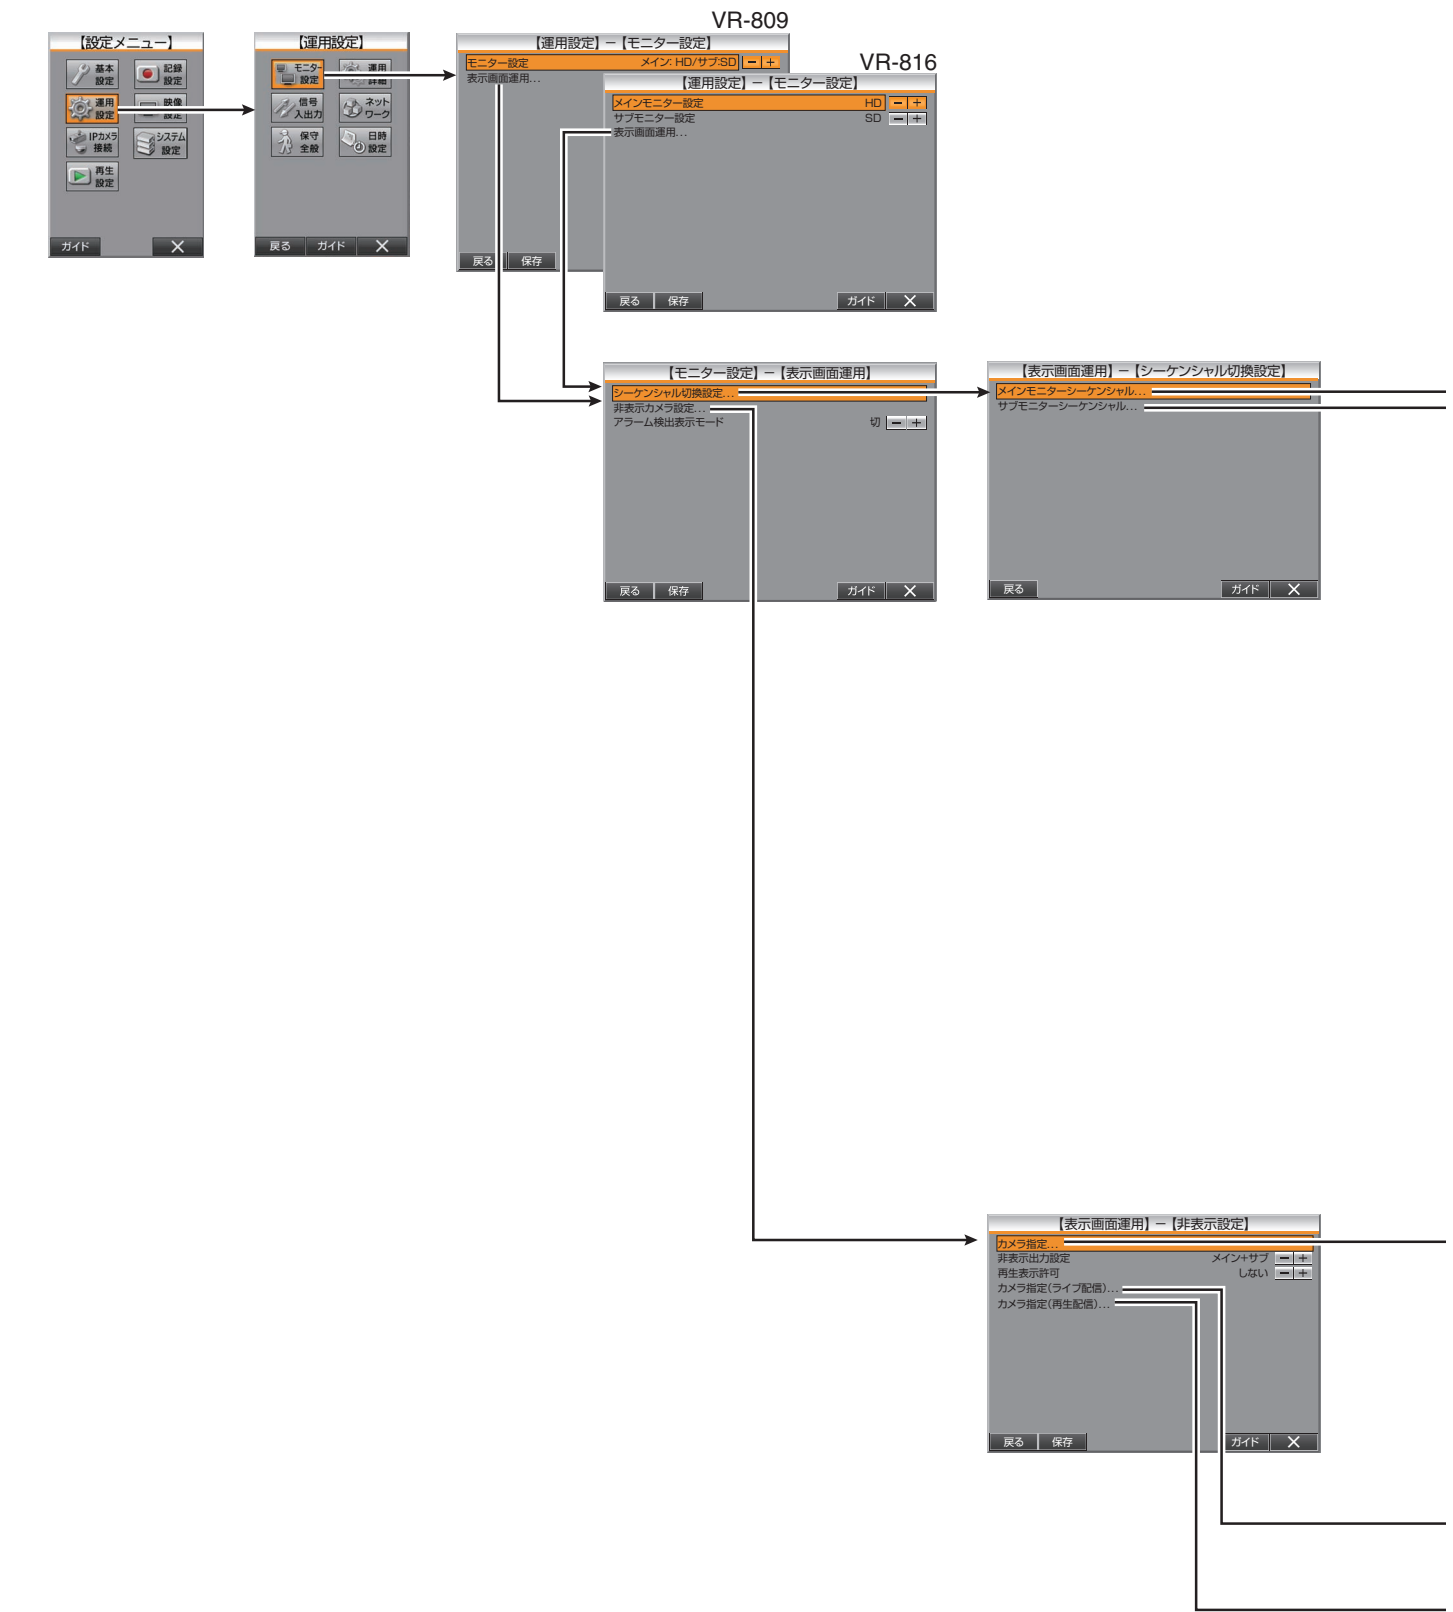 VR-809
【設定メニュー】
基本
設定
記録
設定
運用
設定
映像
設定
IPカメラ
接続
システム
設定
再生
設定
ガイド
【運用設定】
モニター
設定
運用
詳細
信号
入出力
ネット
ワーク
保守
全般
日時
設定
戻る ガイド
【運用設定】－【モニター設定】
モニター設定 メイン: HD/サブ:SD － ＋
表示画面運用...
戻る 保存
VR-816
【運用設定】－【モニター設定】
メインモニター設定 HD － ＋
サブモニター設定 SD － ＋
表示画面運用...
戻る 保存 ガイド
【モニター設定】－【表示画面運用】
シーケンシャル切換設定...
非表示カメラ設定...
アラーム検出表示モード 切 － ＋
戻る 保存 ガイド
【表示画面運用】－【シーケンシャル切換設定】
メインモニターシーケンシャル...
サブモニターシーケンシャル...
戻る ガイド
【表示画面運用】－【非表示設定】
カメラ指定...
非表示出力設定 メイン+サブ － ＋
再生表示許可 しない － ＋
カメラ指定(ライブ配信)...
カメラ指定(再生配信)...
戻る 保存 ガイド